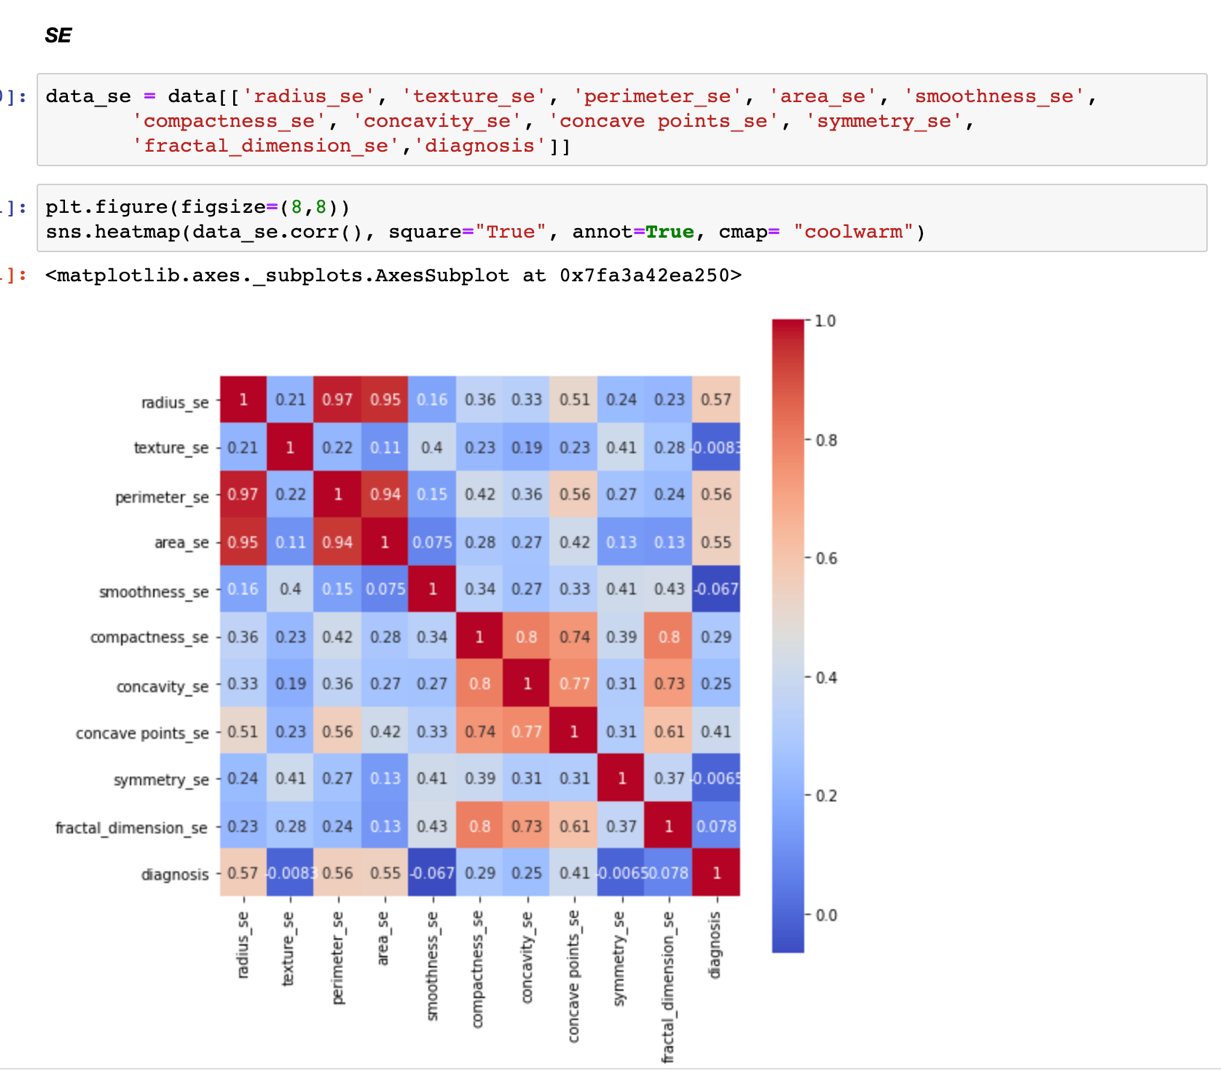 SE
]: data_se = data[['radius_se', 'texture_se', 'perimeter_se', 'area_se', 'smoothness_se',
'compactness_se', 'concavity_se', 'concave points_se', 'symmetry_se',
'fractal_dimension_se','diagnosis']]
]: plt.figure(figsize=(8,8))
sns.heatmap(data_se.corr(), square="True", annot=True, cmap= "coolwarm")
]: <matplotlib.axes._subplots.AxesSubplot at 0x7fa3a42ea250>
radius_se 1 0.21 0.97 0.95 0.16 0.36 0.33 0.51 0.24 0.23 0.57
texture_se 0.21 1 0.22 0.11 0.4 0.23 0.19 0.23 0.41 0.28 -0.0083
perimeter_se 0.97 0.22 1 0.94 0.15 0.42 0.36 0.56 0.27 0.24 0.56
area_se 0.95 0.11 0.94 1 0.075 0.28 0.27 0.42 0.13 0.13 0.55
smoothness_se 0.16 0.4 0.15 0.075 1 0.34 0.27 0.33 0.41 0.43 -0.067
compactness_se 0.36 0.23 0.42 0.28 0.34 1 0.8 0.74 0.39 0.8 0.29
concavity_se 0.33 0.19 0.36 0.27 0.27 0.8 1 0.77 0.31 0.73 0.25
concave points_se 0.51 0.23 0.56 0.42 0.33 0.74 0.77 1 0.31 0.61 0.41
symmetry_se 0.24 0.41 0.27 0.13 0.41 0.39 0.31 0.31 1 0.37 -0.0065
fractal_dimension_se 0.23 0.28 0.24 0.13 0.43 0.8 0.73 0.61 0.37 1 0.078
diagnosis 0.57 -0.0083 0.56 0.55 -0.067 0.29 0.25 0.41 -0.0065 0.078 1
radius_se
texture_se
perimeter_se
area_se
smoothness_se
compactness_se
concavity_se
concave points_se
symmetry_se
fractal_dimension_se
diagnosis
1.0
0.8
0.6
0.4
0.2
0.0